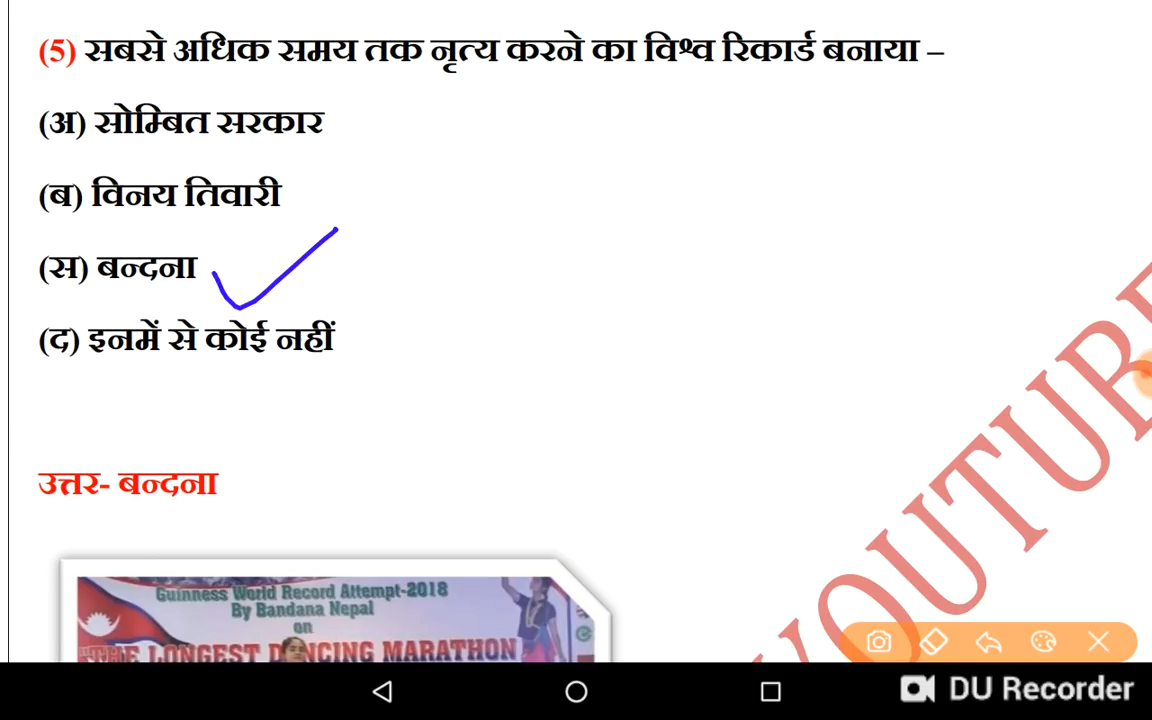 (5) सबसे अधिक समय तक नृत्य करने का विश्व रिकार्ड बनाया –
(अ) सोम्बित सरकार
(ब) विनय तिवारी
(स) बन्दना
(द) इनमें से कोई नहीं
उत्तर- बन्दना
Guinness World Record Attempt-2018
By Bandana Nepal
on
"THE LONGEST DANCING MARATHON
YOUTUBE
DU Recorder